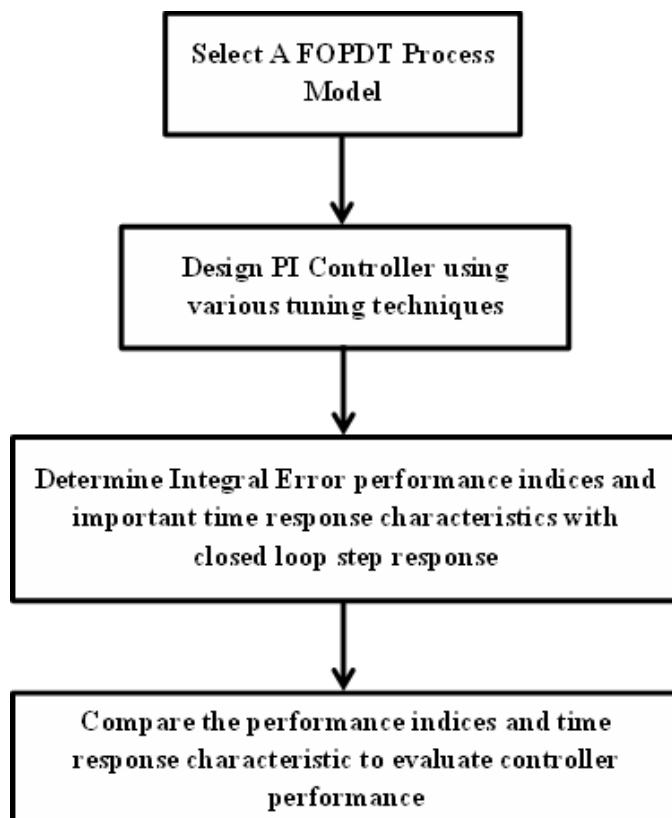 Select A FOPDT Process
Model
Design PI Controller using
various tuning techniques
Determine Integral Error performance indices and
important time response characteristics with
closed loop step response
Compare the performance indices and time
response characteristic to evaluate controller
performance